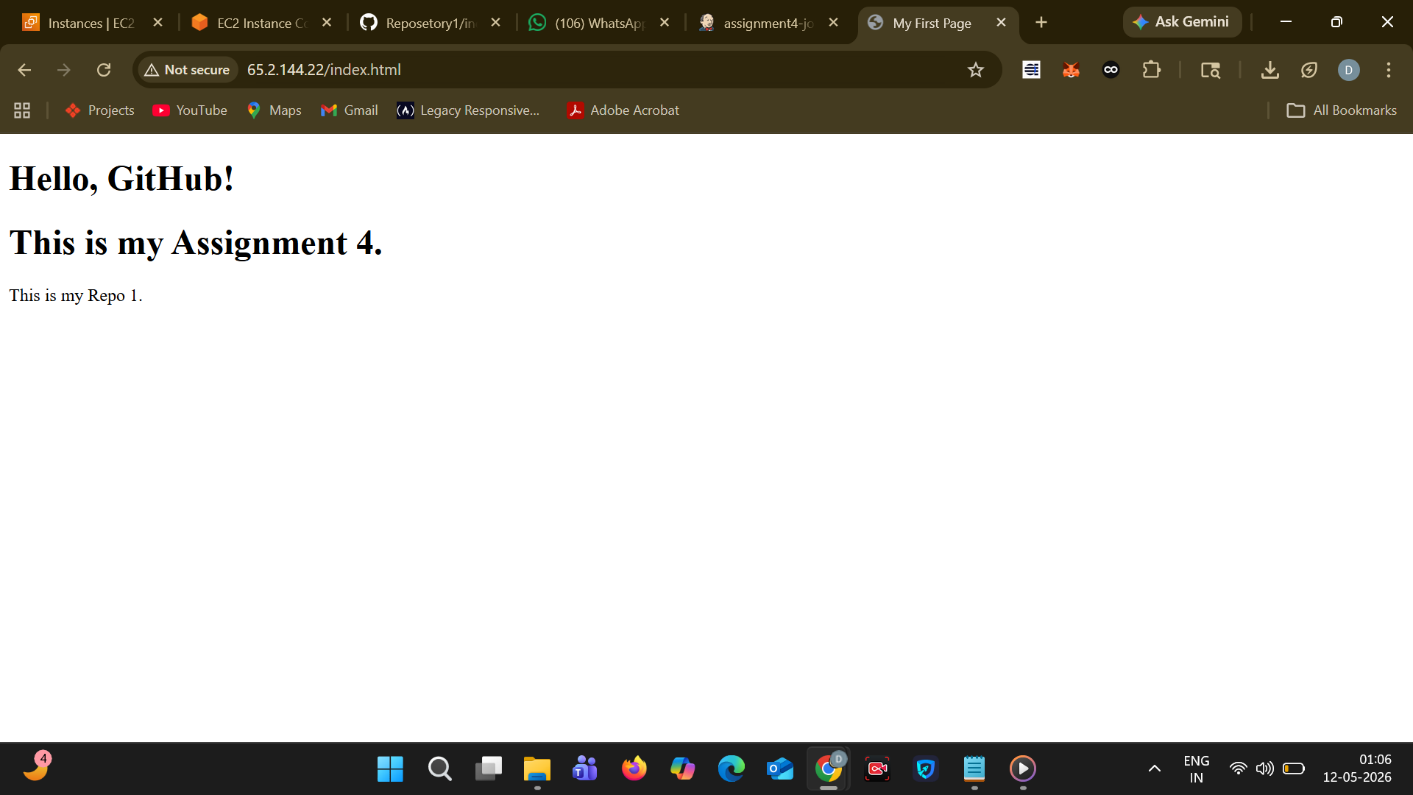 Instances | EC2
EC2 Instance Co
Reposetory1/in
(106) WhatsApp
assignment4-jo
My First Page
Ask Gemini
Not secure
65.2.144.22/index.html
D
Projects
YouTube
Maps
Gmail
Legacy Responsive...
Adobe Acrobat
All Bookmarks
Hello, GitHub!
This is my Assignment 4.
This is my Repo 1.
4
D
ENG
IN
01:06
12-05-2026